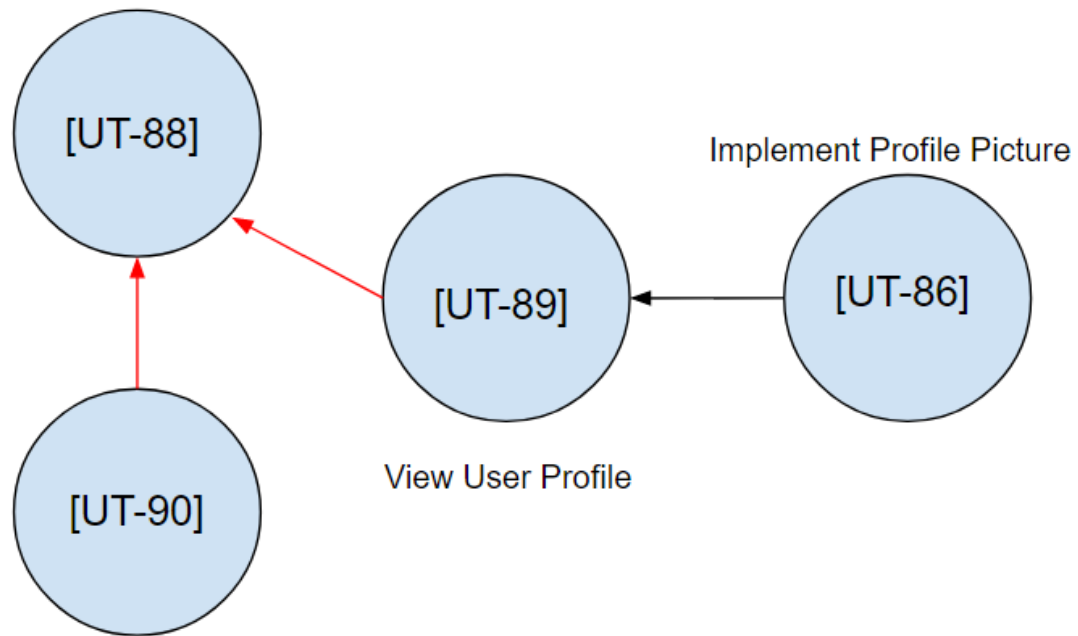 [UT-88]
Implement Profile Picture
[UT-89]
[UT-86]
View User Profile
[UT-90]